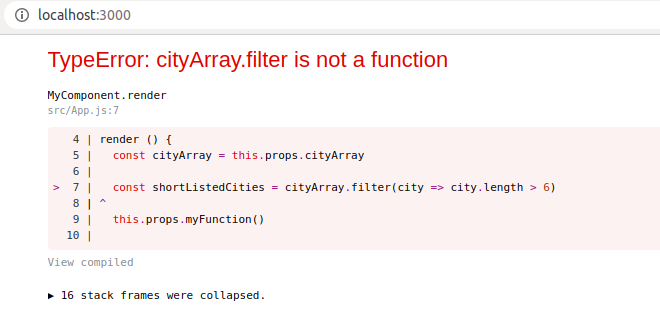 localhost:3000
TypeError: cityArray.filter is not a function
MyComponent.render
src/App.js:7
4 | render () {
5 |   const cityArray = this.props.cityArray
6 |
> 7 |   const shortListedCities = cityArray.filter(city => city.length > 6)
8 | ^
9 |   this.props.myFunction()
10 |
View compiled
▶ 16 stack frames were collapsed.